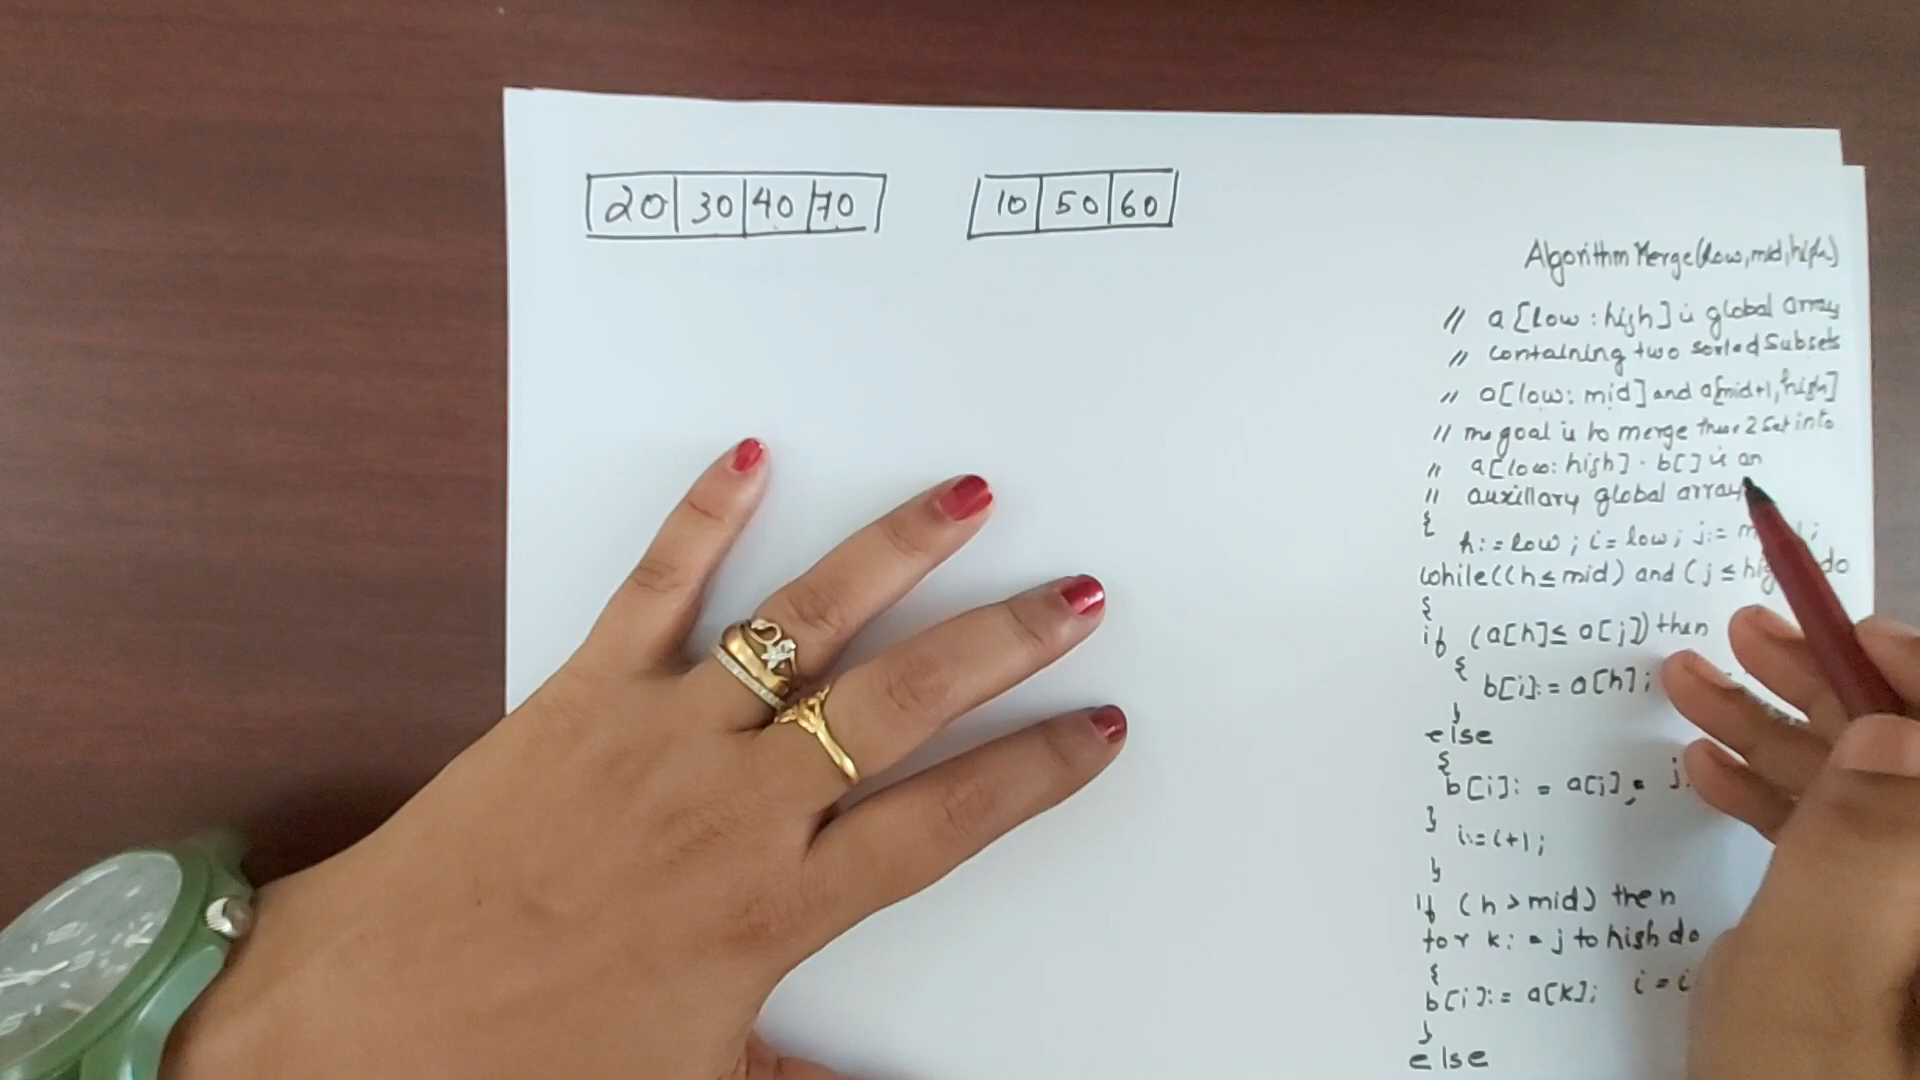 20 30 40 70
10 50 60
Algorithm Merge(low,mid,high)
// a[low:high] is global array
// containing two sorted subsets
// a[low:mid] and a[mid+1,high]
// The goal is to merge these 2 set into
// a[low:high]. b[] is an
// auxillary global array
{
h:=low; i=low; j:=
while((h≤mid) and (j≤ do
{
if (a[h]≤ a[j]) then
{ b[i]:= a[h];
}
else
{
b[i]:= a[j];
}
i:=i+1;
}
if (h>mid) then
for k:=j to high do
{
b[i]:= a[k]; i=i
}
else